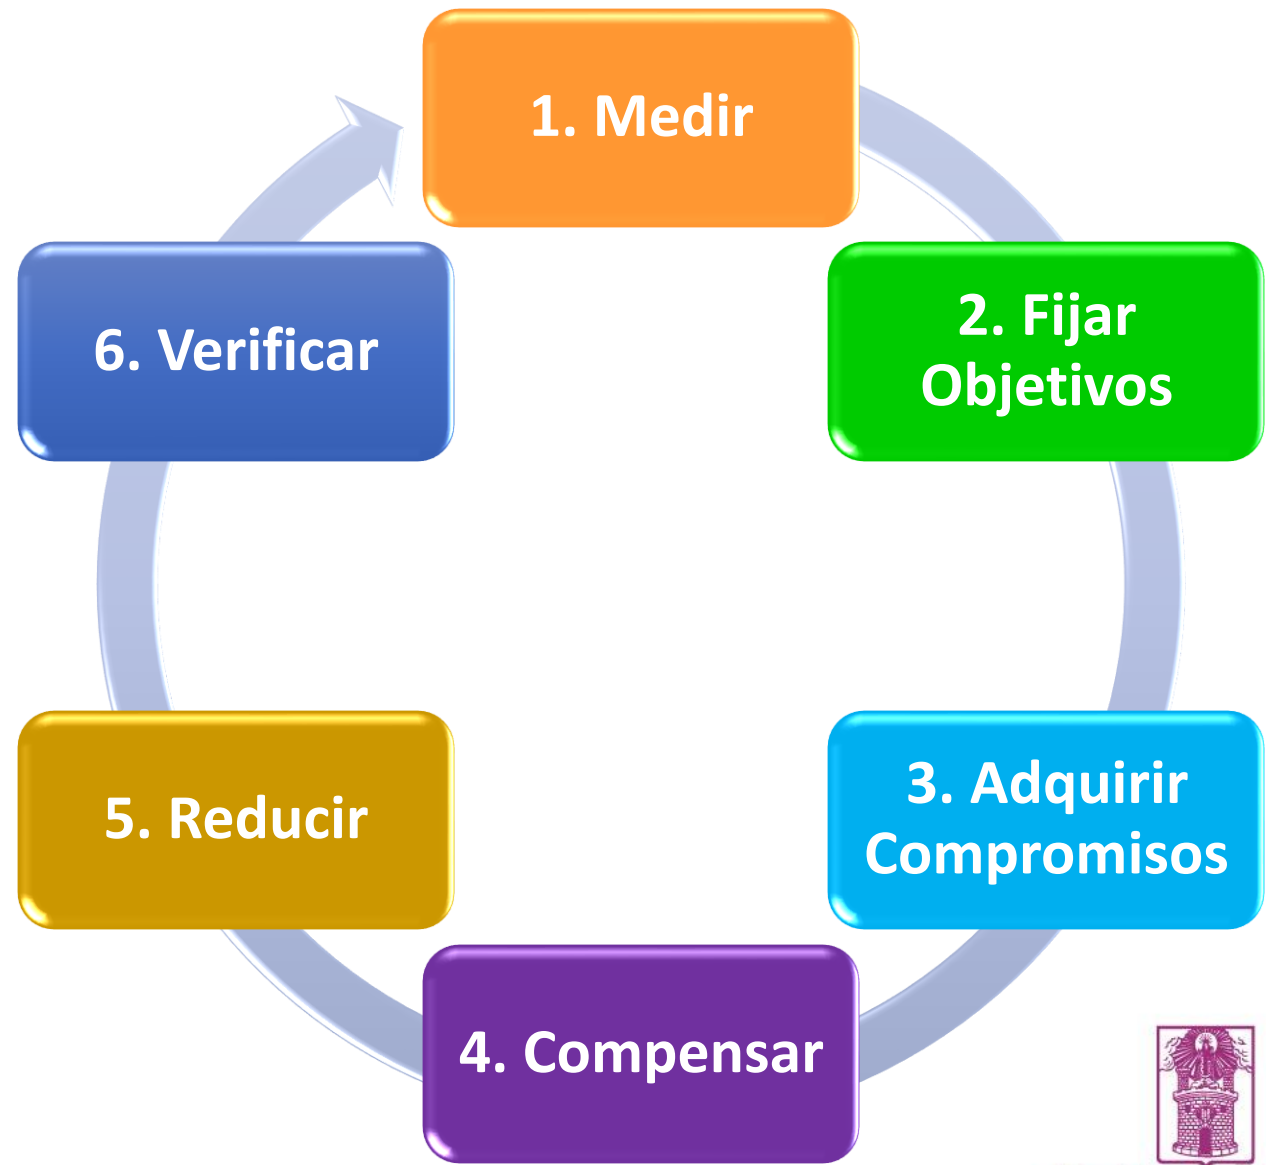 1. Medir
2. Fijar
Objetivos
3. Adquirir
Compromisos
4. Compensar
5. Reducir
6. Verificar